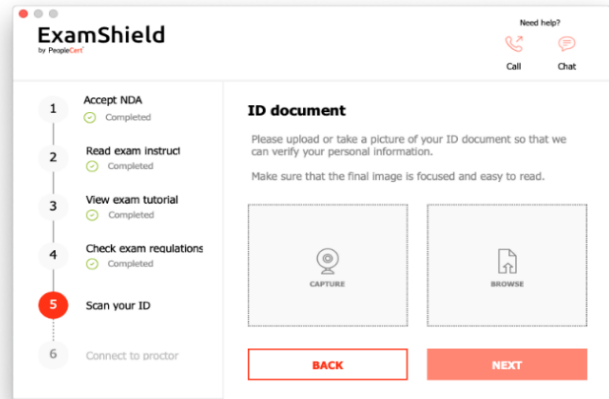 ExamShield
by PeopleCert
Need help?
Call
Chat
1
Accept NDA
Completed
2
Read exam instruct
Completed
3
View exam tutorial
Completed
4
Check exam regulations
Completed
5
Scan your ID
6
Connect to proctor
ID document
Please upload or take a picture of your ID document so that we
can verify your personal information.
Make sure that the final image is focused and easy to read.
CAPTURE
BROWSE
BACK
NEXT